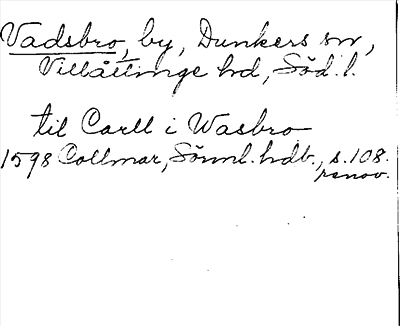 Vadsbro, by, Dunkers sn,
Villåttinge hd, Söd.l.
til Carll i Wasbro
1598 Collmar, Sörml. hdb., s. 108.
renov.